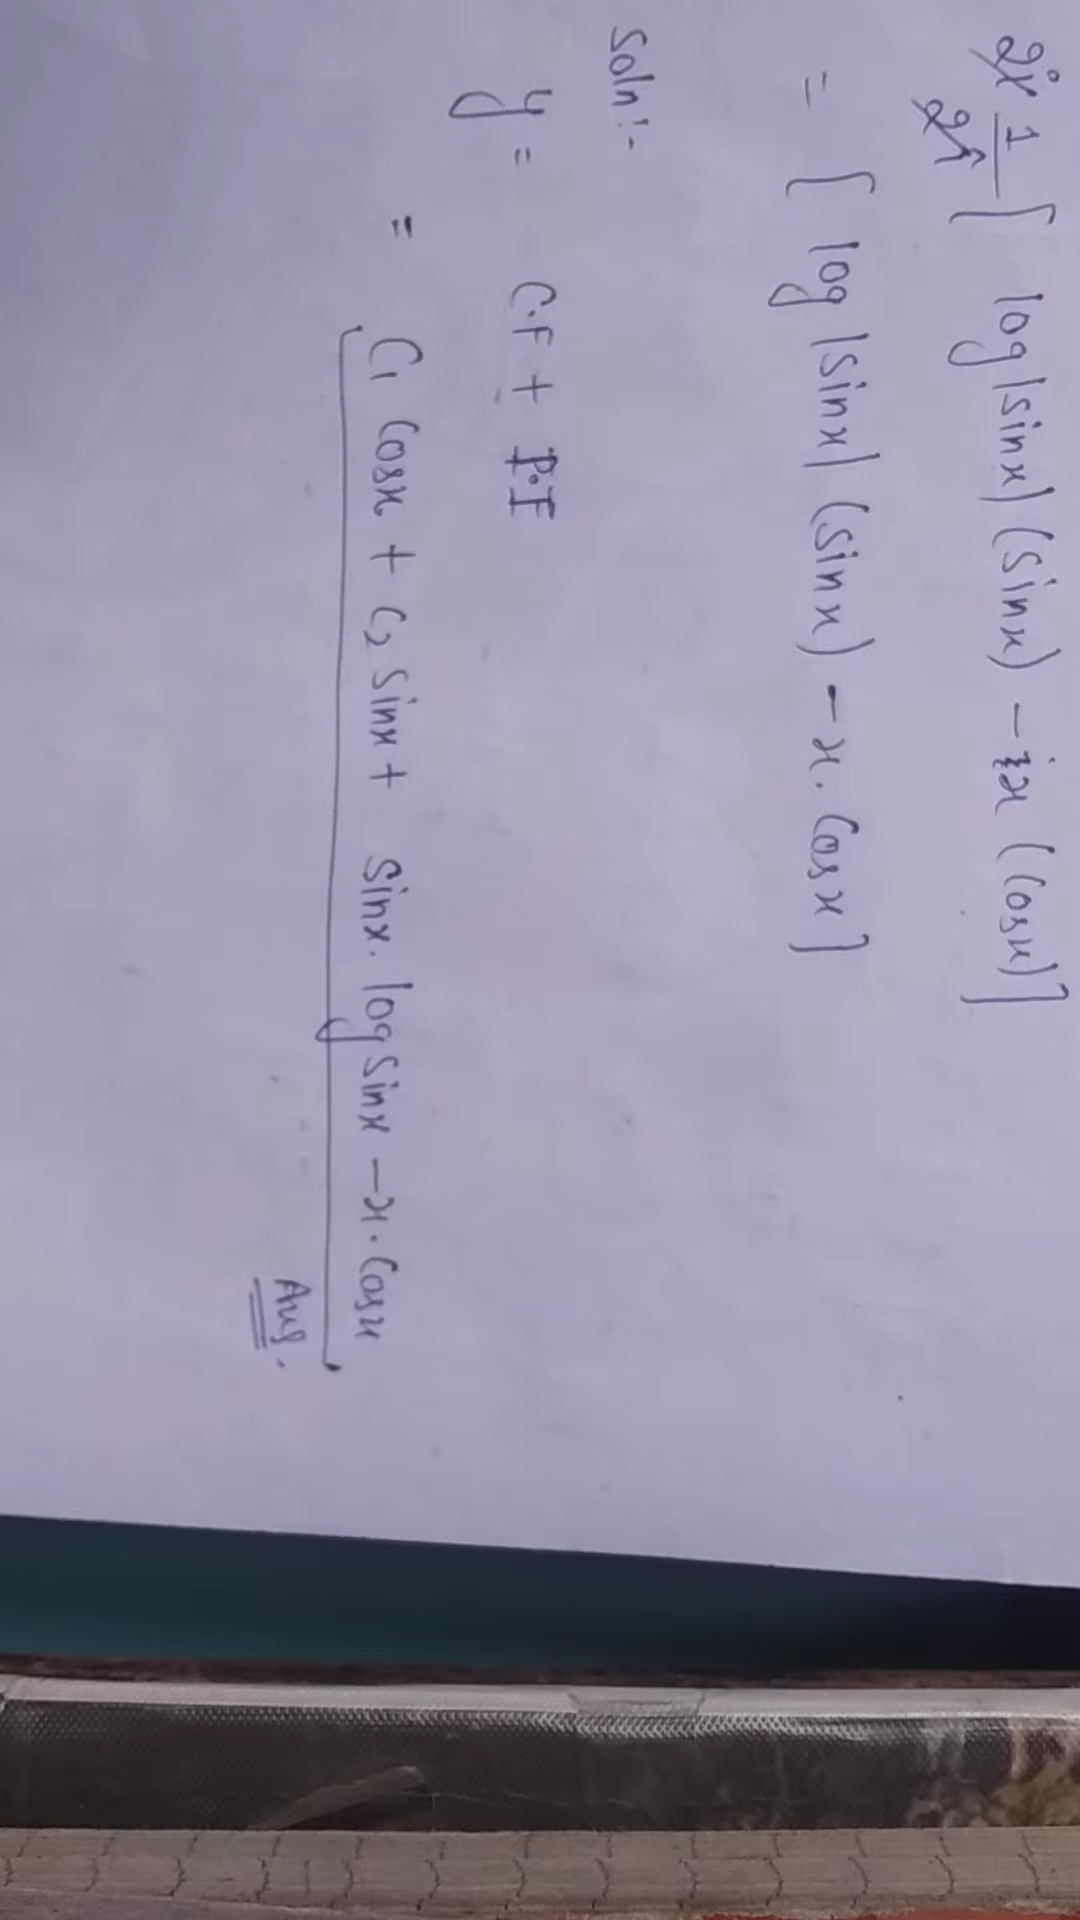 2i 1/2i [ log|sinx| (sinx) - ix (cosx) ]
= [ log |sinx| (sinx) - x. cosx ]
Soln:-
y = C.F + P.I
= C1 cosx + C2 sinx + sinx. log sinx - x. cosx
Ans.